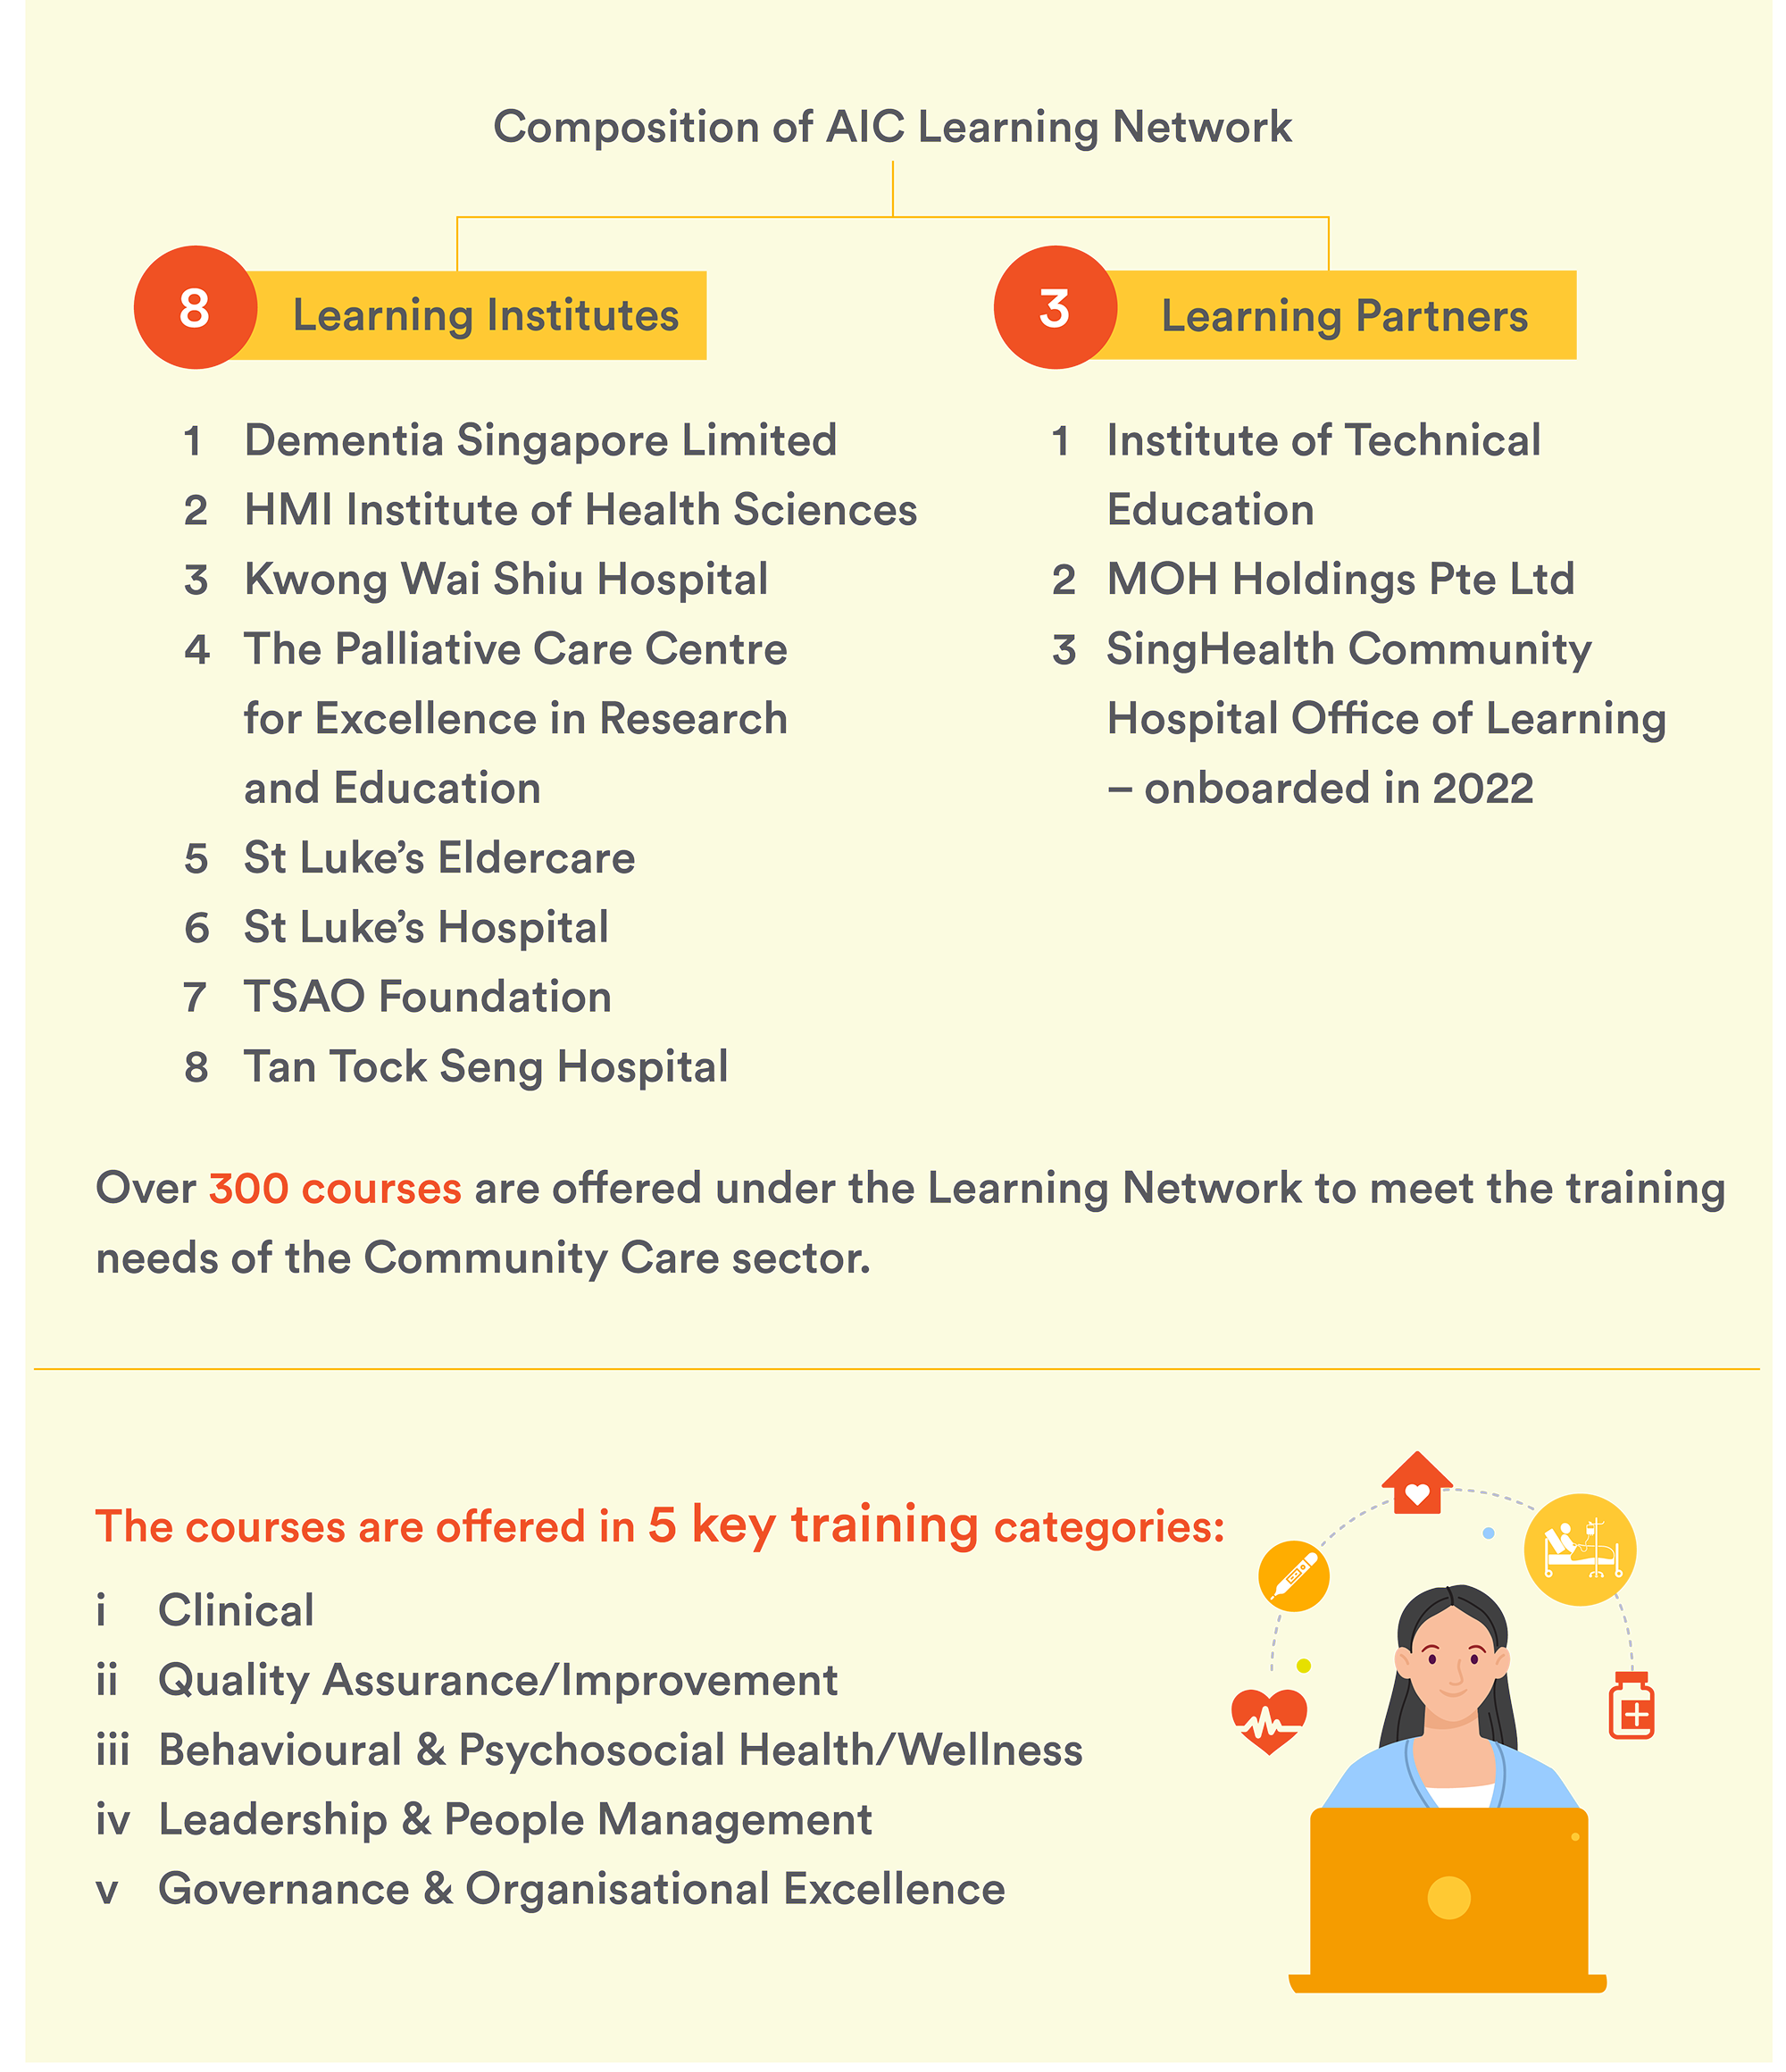 Composition of AIC Learning Network
8
Learning Institutes
1 Dementia Singapore Limited
2 HMI Institute of Health Sciences
3 Kwong Wai Shiu Hospital
4 The Palliative Care Centre
for Excellence in Research
and Education
5 St Luke’s Eldercare
6 St Luke’s Hospital
7 TSAO Foundation
8 Tan Tock Seng Hospital
3
Learning Partners
1 Institute of Technical
Education
2 MOH Holdings Pte Ltd
3 SingHealth Community
Hospital Office of Learning
– onboarded in 2022
Over 300 courses are offered under the Learning Network to meet the training
needs of the Community Care sector.
The courses are offered in 5 key training categories:
i Clinical
ii Quality Assurance/Improvement
iii Behavioural & Psychosocial Health/Wellness
iv Leadership & People Management
v Governance & Organisational Excellence